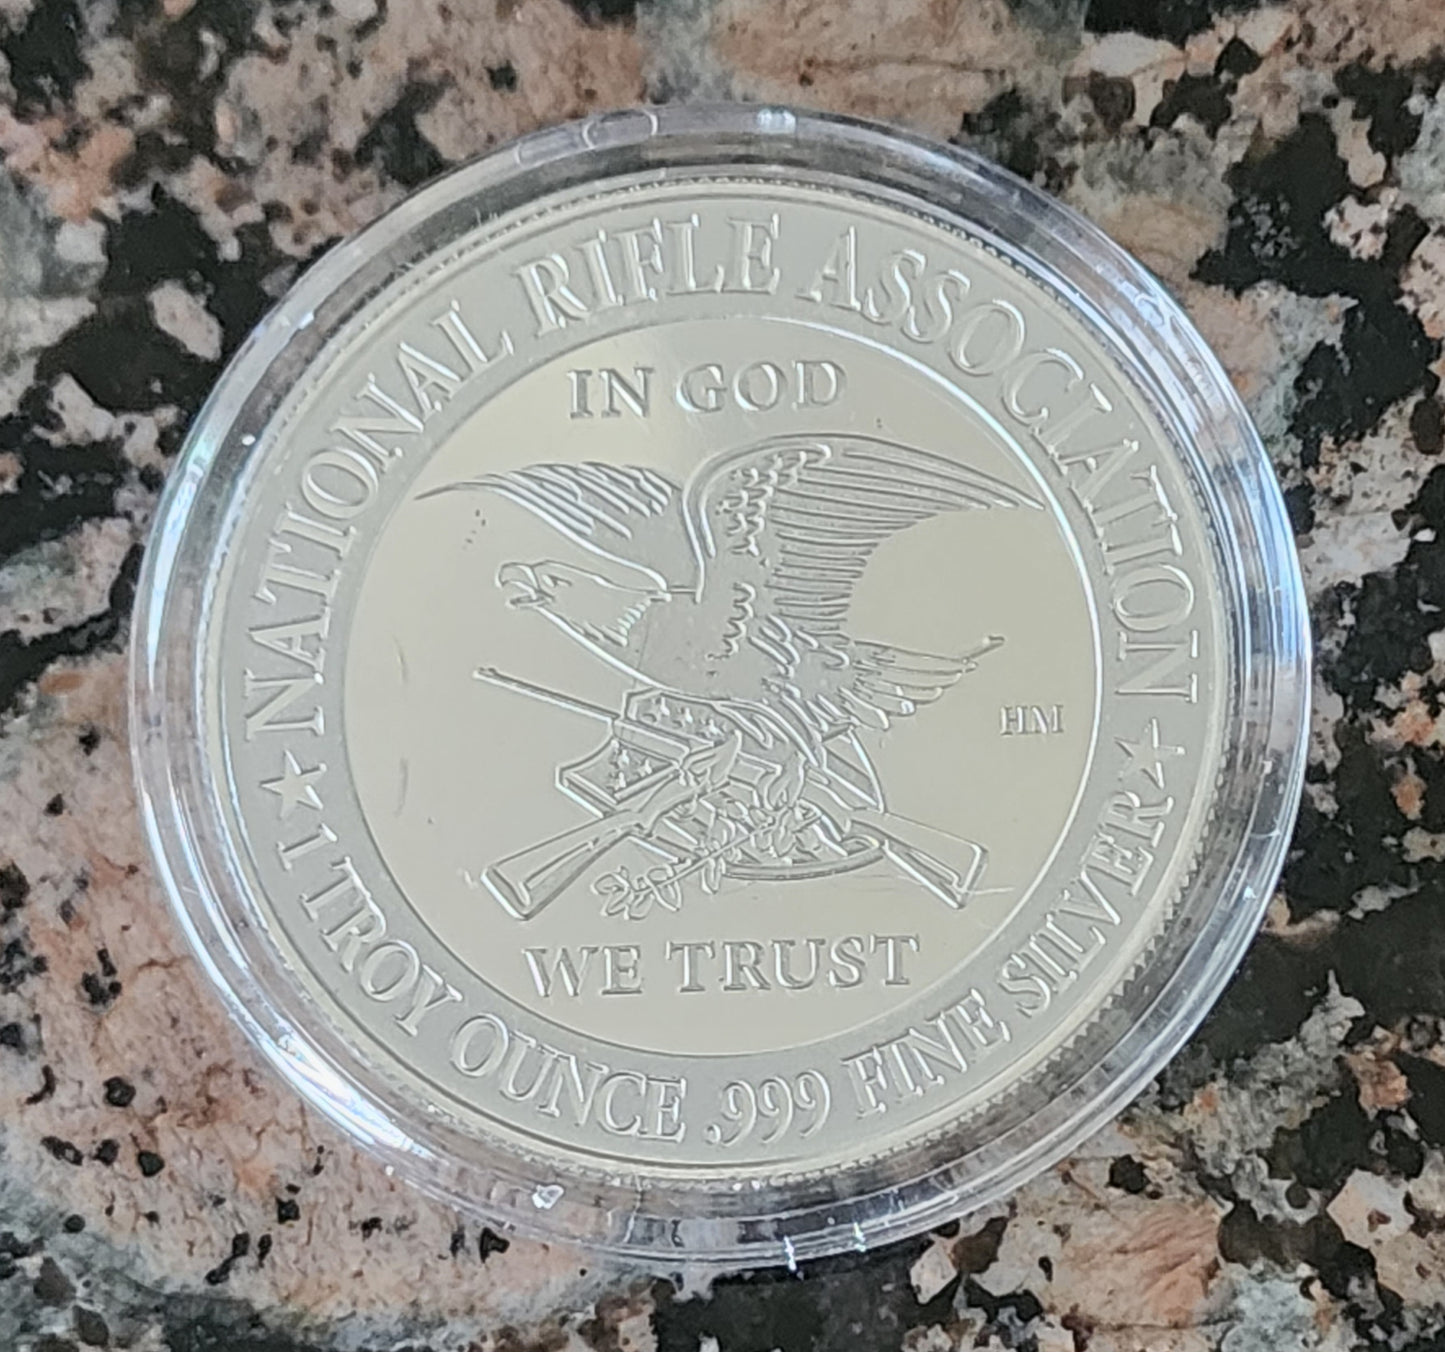 NATIONAL RIFLE ASSOCIATION
IN GOD
HM
WE TRUST
1 TROY OUNCE .999 FINE SILVER